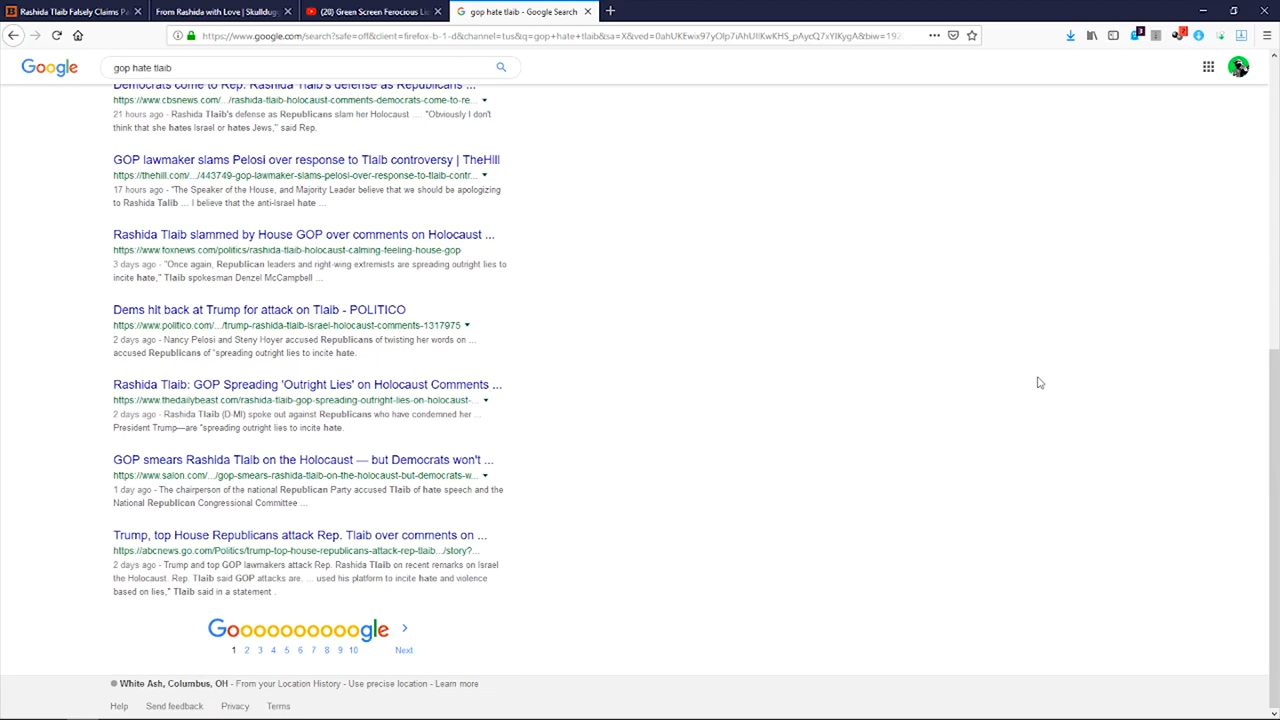 Rashida Tlaib Falsely Claims Pa
From Rashida with Love | Skulldugg
(20) Green Screen Ferocious Lio
gop hate tlaib - Google Search
https://www.google.com/search?safe=off&client=firefox-b-1-d&channel=tus&q=gop+hate+tlaib&sa=X&ved=
Google
gop hate tlaib
Democrats come to Rep. Rashida Tlaib's defense as Republicans ...
https://www.cbsnews.com/.../rashida-tlaib-holocaust-comments-democrats-come-to-re...
21 hours ago - Rashida Tlaib's defense as Republicans slam her Holocaust .... "Obviously I don't
think that she hates Israel or hates Jews," said Rep.
GOP lawmaker slams Pelosi over response to Tlaib controversy | TheHill
https://thehill.com/.../443749-gop-lawmaker-slams-pelosi-over-response-to-tlaib-contr...
17 hours ago - "The Speaker of the House, and Majority Leader believe that we should be apologizing
to Rashida Talib ... I believe that the anti-Israel hate ...
Rashida Tlaib slammed by House GOP over comments on Holocaust ...
https://www.foxnews.com/politics/rashida-tlaib-holocaust-calming-feeling-house-gop
3 days ago - "Once again, Republican leaders and right-wing extremists are spreading outright lies to
incite hate," Tlaib spokesman Denzel McCampbell ...
Dems hit back at Trump for attack on Tlaib - POLITICO
https://www.politico.com/.../trump-rashida-tlaib-israel-holocaust-comments-1317975
2 days ago - Nancy Pelosi and Steny Hoyer accused Republicans of twisting her words on ...
accused Republicans of "spreading outright lies to incite hate.
Rashida Tlaib: GOP Spreading 'Outright Lies' on Holocaust Comments ...
https://www.thedailybeast.com/rashida-tlaib-gop-spreading-outright-lies-on-holocaust-...
2 days ago - Rashida Tlaib (D-MI) spoke out against Republicans who have condemned her ...
President Trump—are "spreading outright lies to incite hate.
GOP smears Rashida Tlaib on the Holocaust — but Democrats won't ...
https://www.salon.com/.../gop-smears-rashida-tlaib-on-the-holocaust-but-democrats-w...
1 day ago - The chairperson of the national Republican Party accused Tlaib of hate speech and the
National Republican Congressional Committee ...
Trump, top House Republicans attack Rep. Tlaib over comments on ...
https://abcnews.go.com/Politics/trump-top-house-republicans-attack-rep-tlaib.../story?...
2 days ago - Trump and top GOP lawmakers attack Rep. Rashida Tlaib on recent remarks on Israel
the Holocaust. Rep. Tlaib said GOP attacks are. ... used his platform to incite hate and violence
based on lies," Tlaib said in a statement .
Goooooooooogle >
1 2 3 4 5 6 7 8 9 10 Next
White Ash, Columbus, OH - From your Location History - Use precise location - Learn more
Help Send feedback Privacy Terms